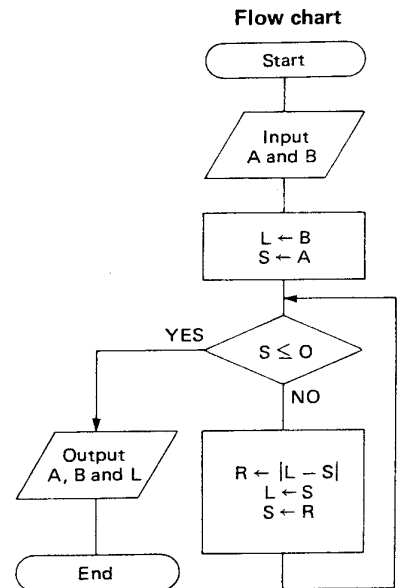 Flow chart
Start
Input
A and B
L ← B
S ← A
YES
S ≤ O
NO
Output
A, B and L
R ← |L − S|
L ← S
S ← R
End